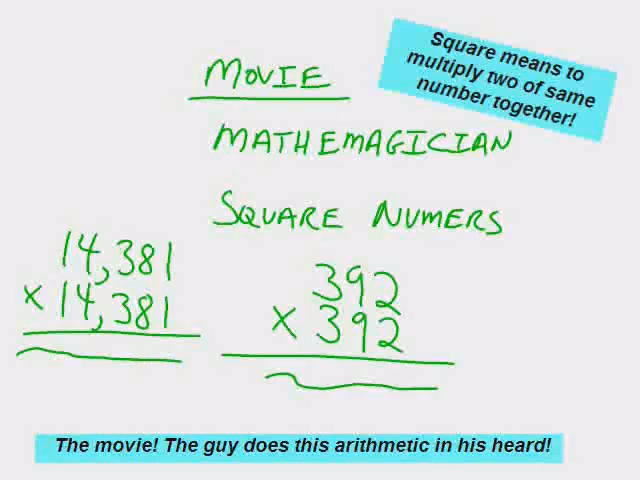 MOVIE
Square means to
multiply two of same
number together!
MATHEMAGICIAN
SQUARE NUMERS
14,381
x 14,381
392
x 392
The movie! The guy does this arithmetic in his heard!